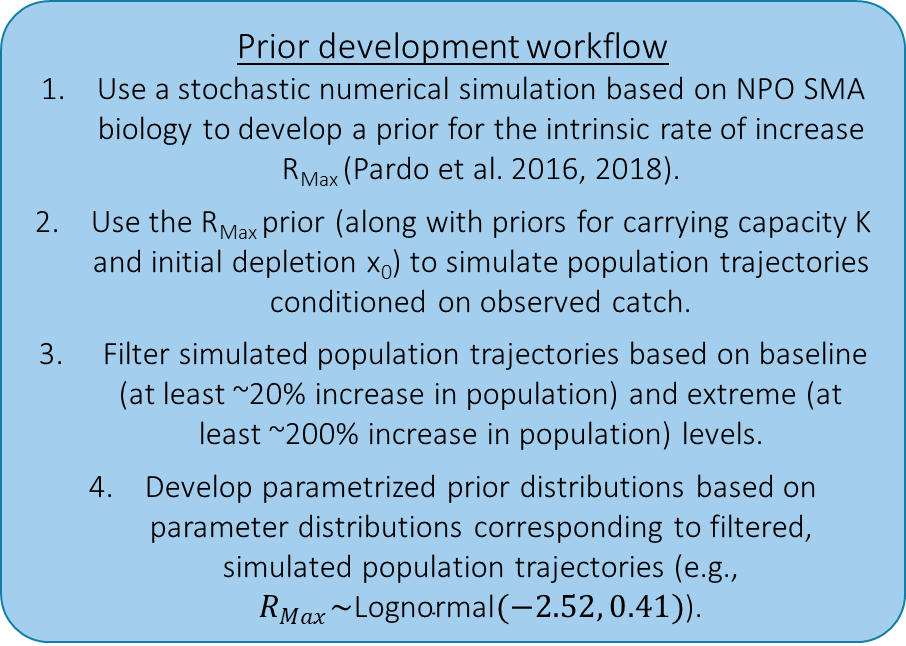 Prior development workflow
1. Use a stochastic numerical simulation based on NPO SMA
biology to develop a prior for the intrinsic rate of increase
R_Max (Pardo et al. 2016, 2018).
2. Use the R_Max prior (along with priors for carrying capacity K
and initial depletion x_0) to simulate population trajectories
conditioned on observed catch.
3. Filter simulated population trajectories based on baseline
(at least ~20% increase in population) and extreme (at
least ~200% increase in population) levels.
4. Develop parametrized prior distributions based on
parameter distributions corresponding to filtered,
simulated population trajectories (e.g.,
R_Max~Lognormal(−2.52, 0.41)).